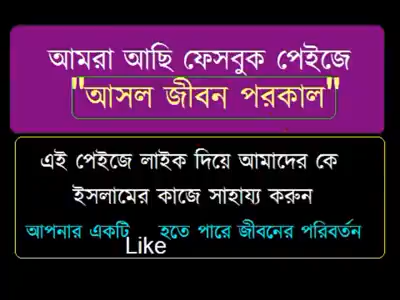 আমরা আছি ফেসবুক পেইজে
"আসল জীবন পরকাল"
এই পেইজে লাইক দিয়ে আমাদের কে
ইসলামের কাজে সাহায্য করুন
আপনার একটি Like হতে পারে জীবনের পরিবর্তন